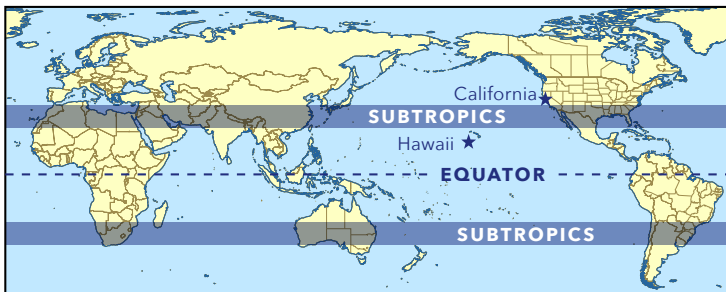 California
SUBTROPICS
Hawaii
EQUATOR
SUBTROPICS